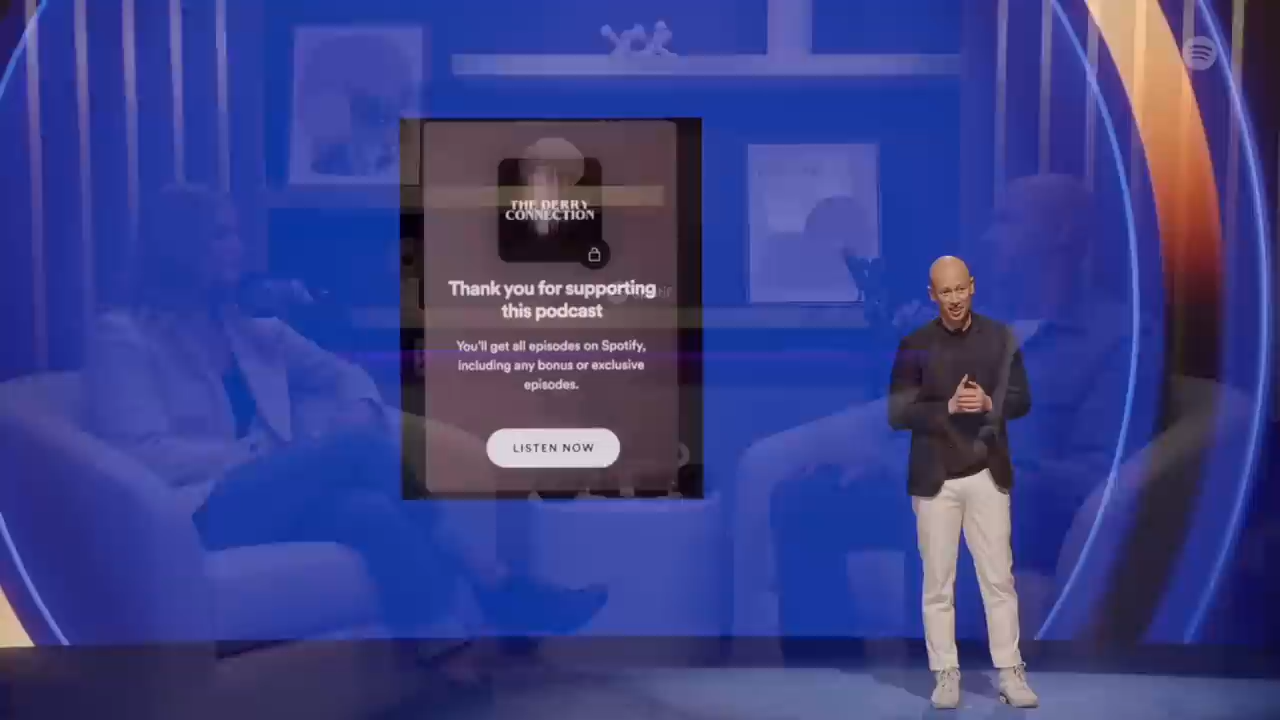 THE DERRY
CONNECTION
Thank you for supporting
this podcast
You'll get all episodes on Spotify,
including any bonus or exclusive
episodes.
LISTEN NOW